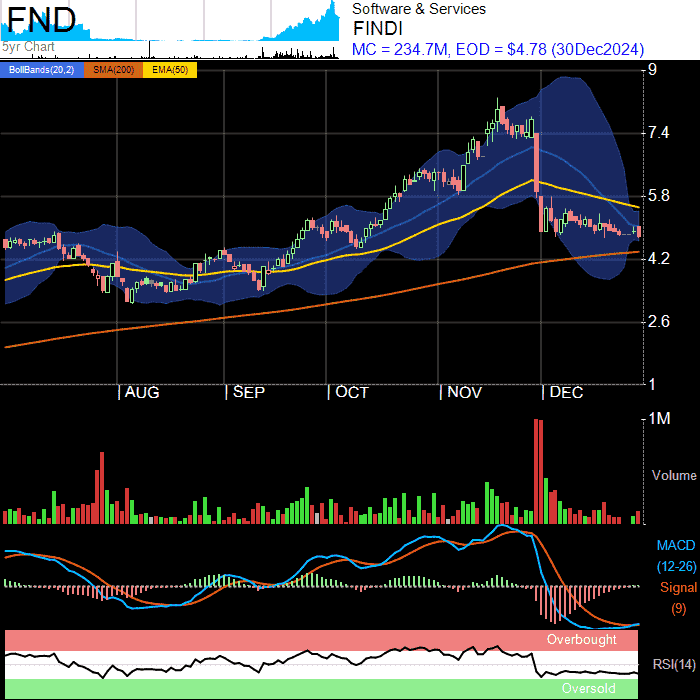 FND
5yr Chart
Software & Services
FINDI
MC = 234.7M, EOD = $4.78 (30Dec2024)
BollBands(20,2) SMA(200) EMA(50)
9
7.4
5.8
4.2
2.6
1
AUG SEP OCT NOV DEC
1M
Volume
MACD
(12-26)
Signal
(9)
Overbought
RSI(14)
Oversold